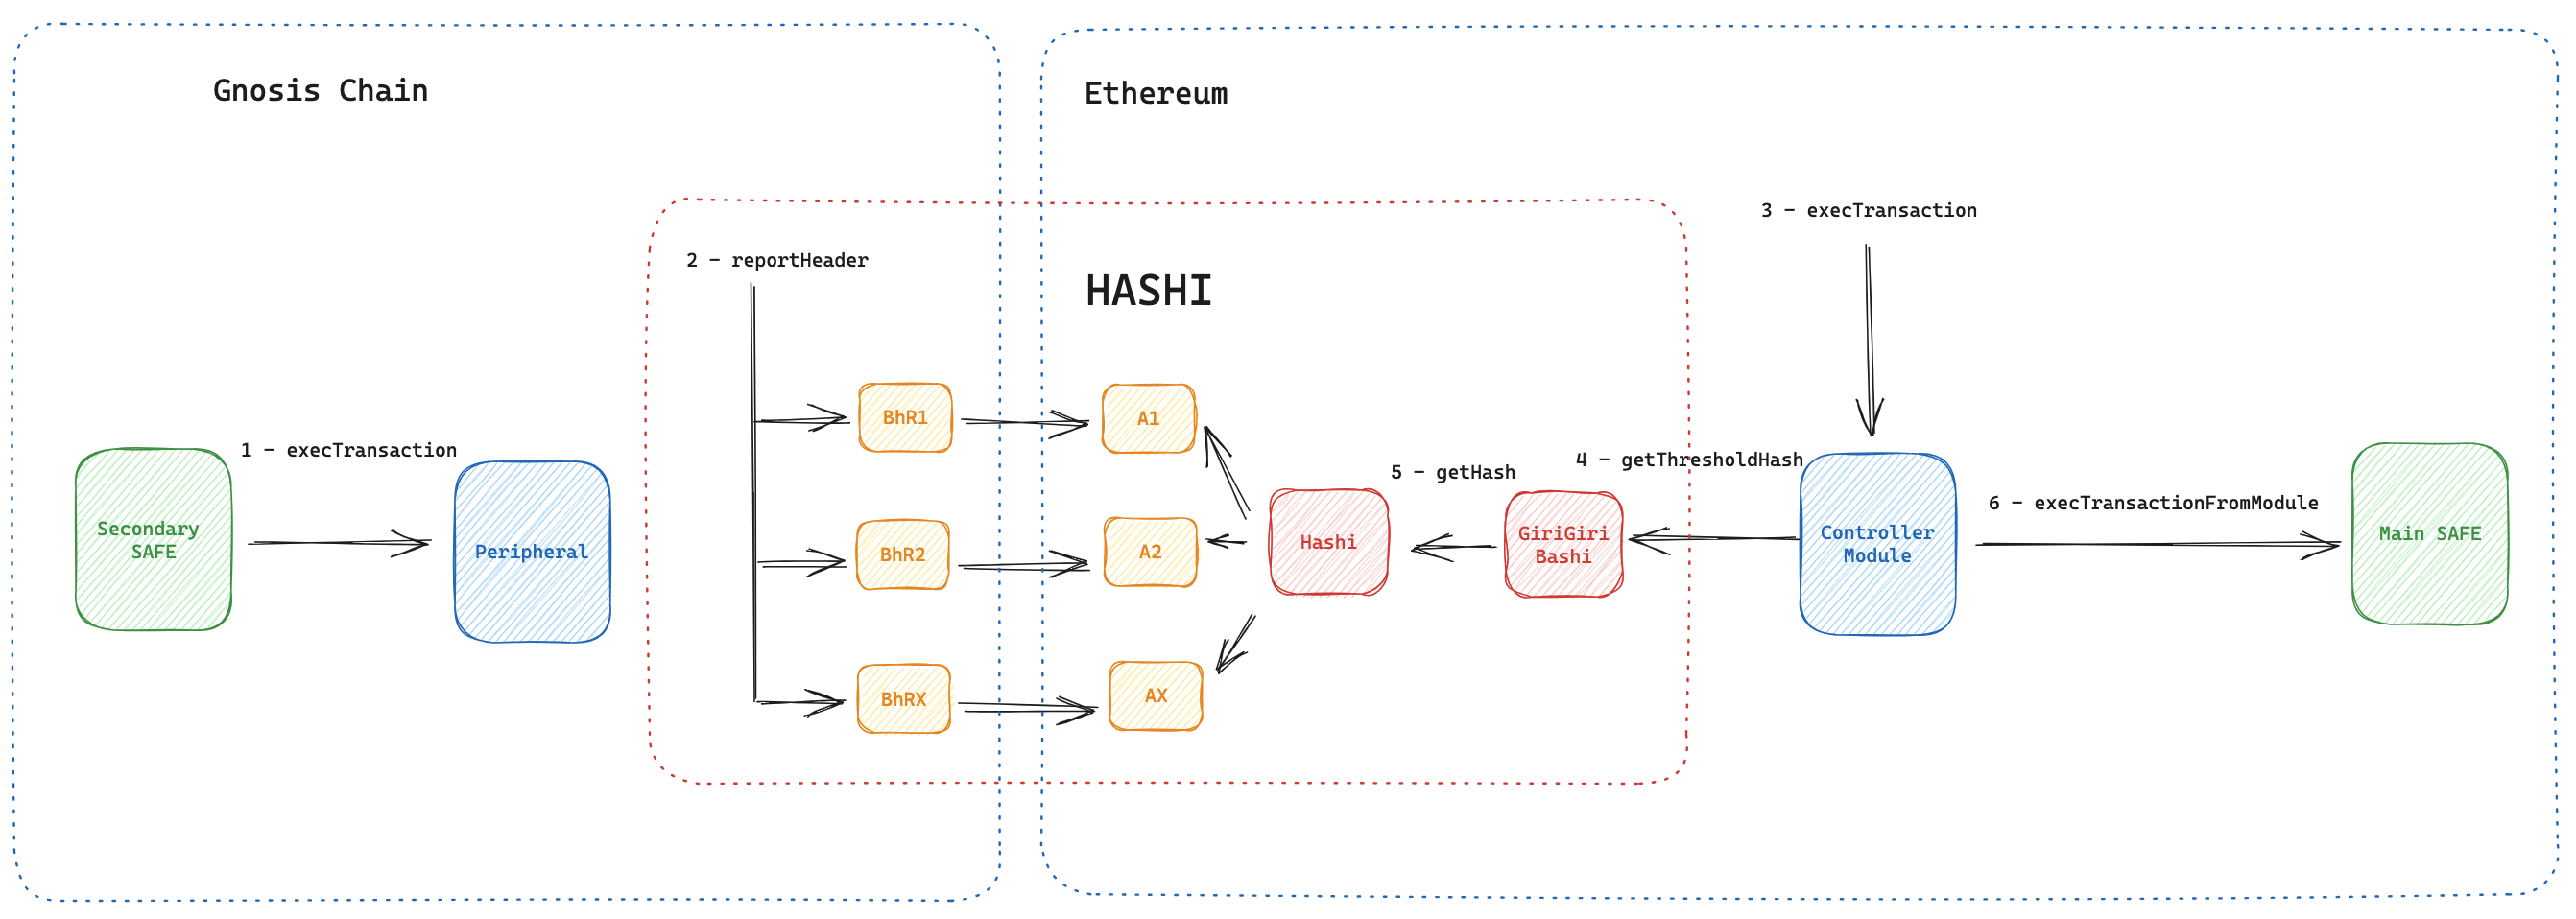 Gnosis Chain
Ethereum
3 - execTransaction
2 - reportHeader
HASHI
BhR1
A1
1 - execTransaction
4 - getThresholdHash
5 - getHash
6 - execTransactionFromModule
Secondary
SAFE
Peripheral
BhR2
A2
Hashi
GiriGiri
Bashi
Controller
Module
Main SAFE
BhRX
AX